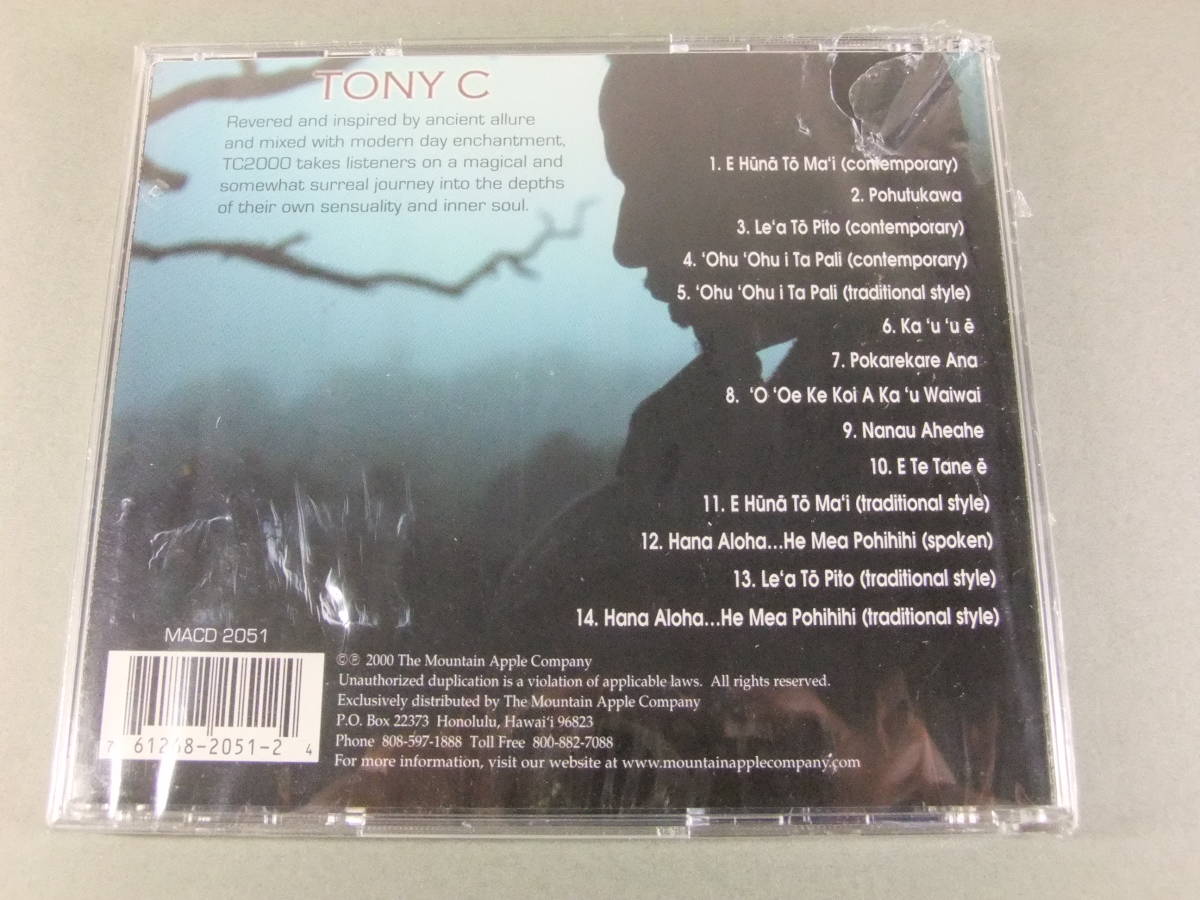 TONY C
Revered and inspired by ancient allure
and mixed with modern day enchantment,
TC2000 takes listeners on a magical and
somewhat surreal journey into the depths
of their own sensuality and inner soul.
1. E Hūnā Tō Ma‘i (contemporary)
2. Pohutukawa
3. Le‘a Tō Pito (contemporary)
4. ‘Ohu ‘Ohu i Ta Pali (contemporary)
5. ‘Ohu ‘Ohu i Ta Pali (traditional style)
6. Ka ‘u ‘u ē
7. Pokarekare Ana
8. ‘O ‘Oe Ke Koi A Ka ‘u Waiwai
9. Nanau Aheahe
10. E Te Tane ē
11. E Hūnā Tō Ma‘i (traditional style)
12. Hana Aloha...He Mea Pohihihi (spoken)
13. Le‘a Tō Pito (traditional style)
14. Hana Aloha...He Mea Pohihihi (traditional style)
MACD 2051
7 61268-2051-2 4
©℗ 2000 The Mountain Apple Company
Unauthorized duplication is a violation of applicable laws. All rights reserved.
Exclusively distributed by The Mountain Apple Company
P.O. Box 22373 Honolulu, Hawai‘i 96823
Phone 808-597-1888 Toll Free 800-882-7088
For more information, visit our website at www.mountainapplecompany.com